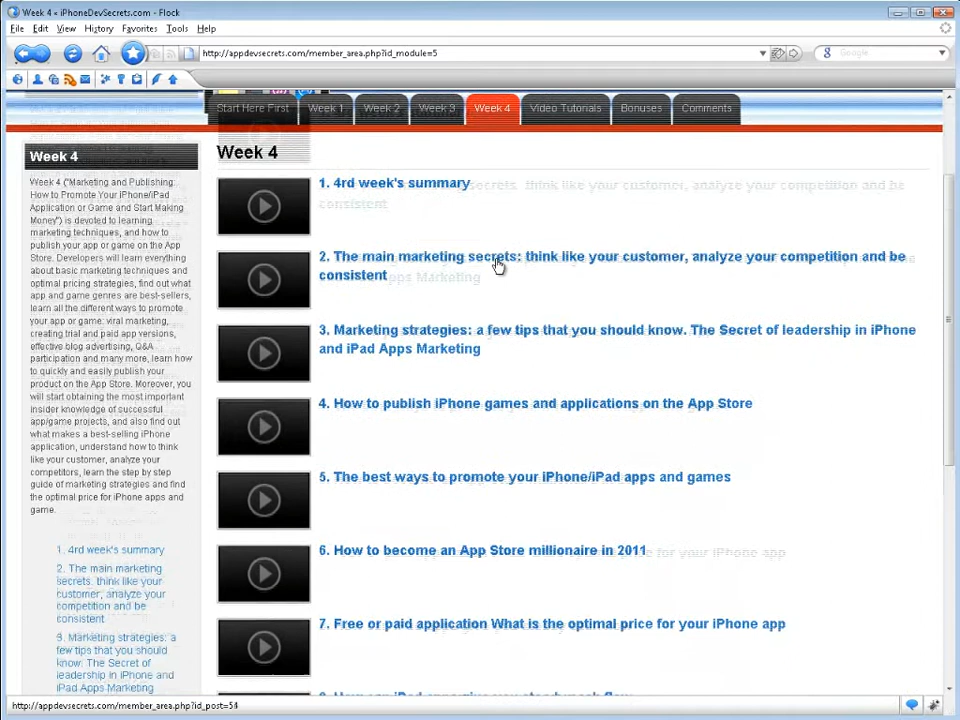 Week 4 « iPhoneDevSecrets.com - Flock
File Edit View History Favorites Tools Help
http://appdevsecrets.com/member_area.php?id_module=5
Google
Start Here First Week 1 Week 2 Week 3 Week 4 Video Tutorials Bonuses Comments
Week 4
Week 4 ("Marketing and Publishing:
How to Promote Your iPhone/iPad
Application or Game and Start Making
Money") is devoted to learning
marketing techniques, and how to
publish your app or game on the App
Store. Developers will learn everything
about basic marketing techniques and
optimal pricing strategies, find out what
app and game genres are best-sellers,
learn all the different ways to promote
your app or game: viral marketing,
creating trial and paid app versions,
effective blog advertising, Q&A
participation and many more, learn how
to quickly and easily publish your
product on the App Store. Moreover, you
will start obtaining the most important
insider knowledge of successful
app/game projects, and also find out
what makes a best-selling iPhone
application, understand how to think
like your customer, analyze your
competitors, learn the step by step
guide of marketing strategies and find
the optimal price for iPhone apps and
game.
1. 4rd week's summary
2. The main marketing
secrets: think like your
customer, analyze your
competition and be
consistent
3. Marketing strategies: a
few tips that you should
know. The Secret of
leadership in iPhone and
iPad Apps Marketing
Week 4
1. 4rd week's summary
2. The main marketing secrets: think like your customer, analyze your competition and be
consistent
3. Marketing strategies: a few tips that you should know. The Secret of leadership in iPhone
and iPad Apps Marketing
4. How to publish iPhone games and applications on the App Store
5. The best ways to promote your iPhone/iPad apps and games
6. How to become an App Store millionaire in 2011
7. Free or paid application What is the optimal price for your iPhone app
http://appdevsecrets.com/member_area.php?id_post=54